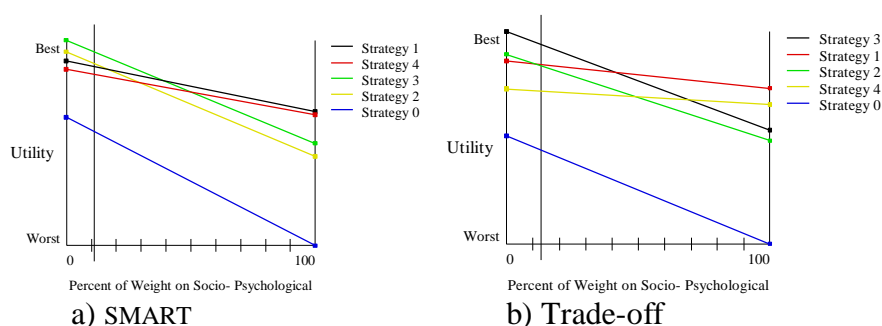 Best
Utility
Worst
0
100
Percent of Weight on Socio- Psychological
Strategy 1
Strategy 4
Strategy 3
Strategy 2
Strategy 0
a) SMART
Best
Utility
Worst
0
100
Percent of Weight on Socio- Psychological
Strategy 3
Strategy 1
Strategy 2
Strategy 4
Strategy 0
b) Trade-off